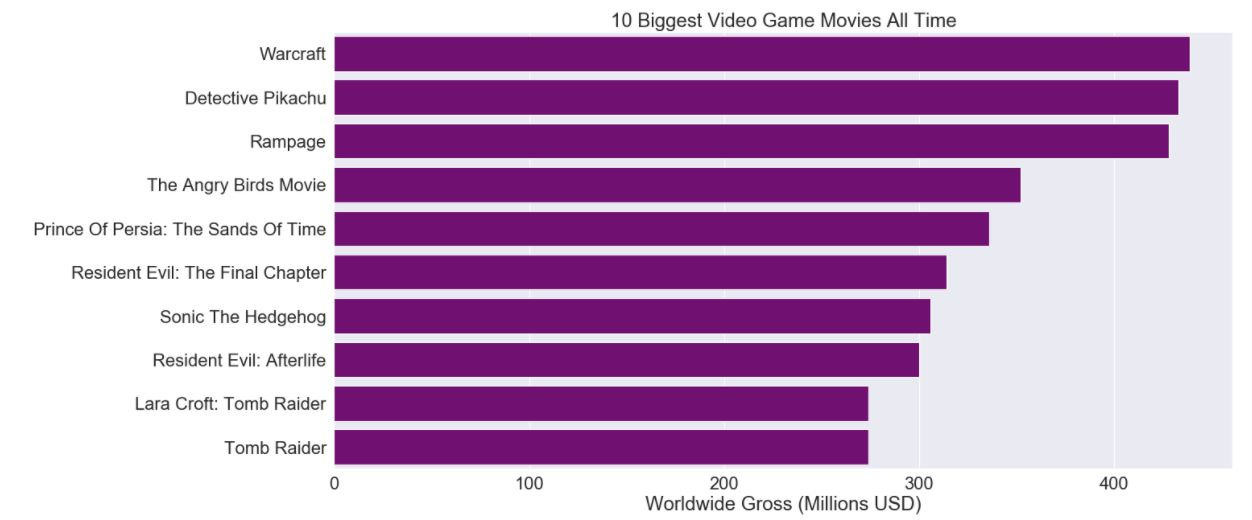 10 Biggest Video Game Movies All Time
Warcraft
Detective Pikachu
Rampage
The Angry Birds Movie
Prince Of Persia: The Sands Of Time
Resident Evil: The Final Chapter
Sonic The Hedgehog
Resident Evil: Afterlife
Lara Croft: Tomb Raider
Tomb Raider
0 100 200 300 400
Worldwide Gross (Millions USD)